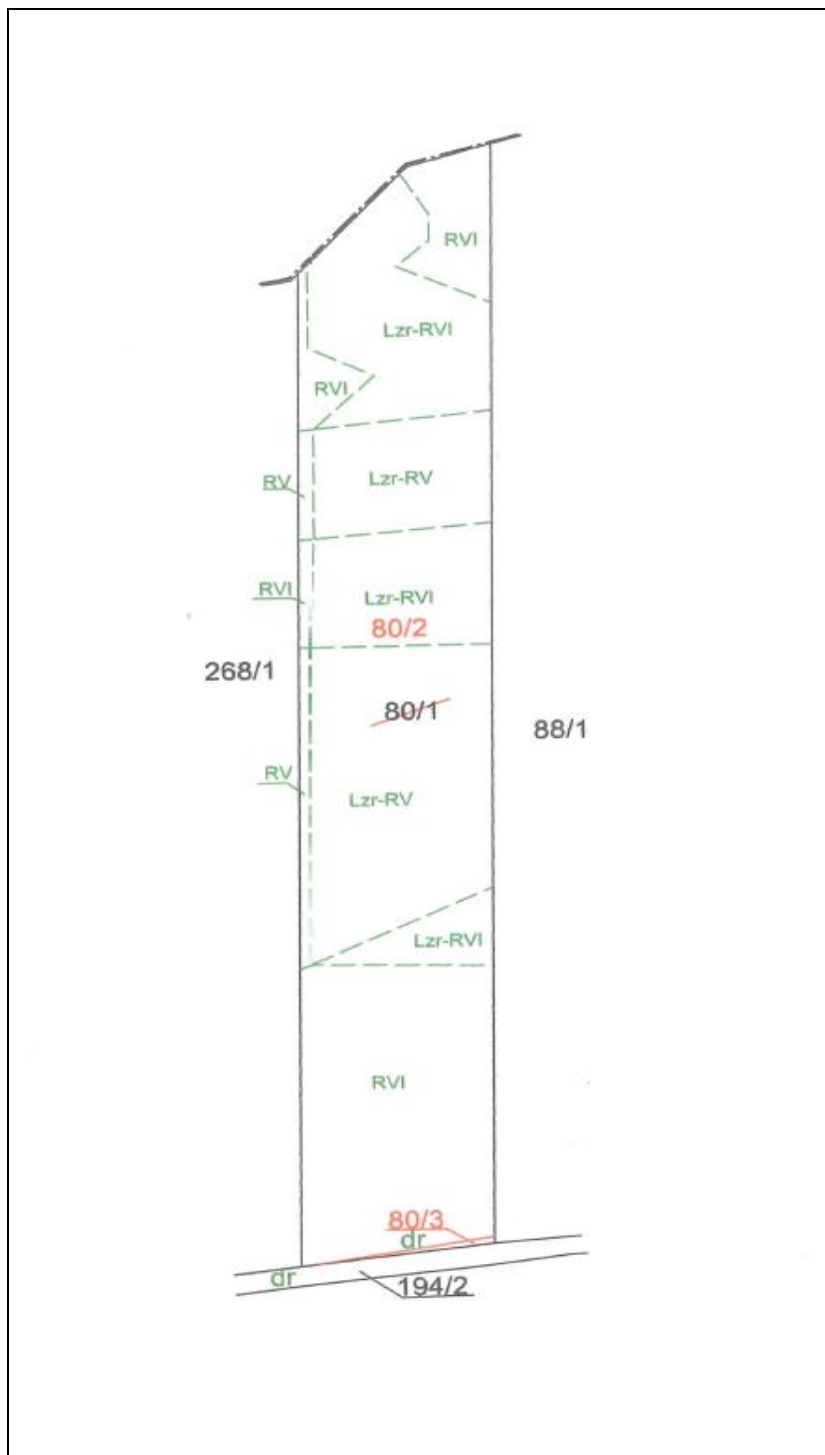 RVI
Lzr-RVI
RVI
RV
Lzr-RV
RVI
Lzr-RVI
80/2
268/1
80/1
88/1
RV
Lzr-RV
Lzr-RVI
RVI
80/3
dr
dr
194/2